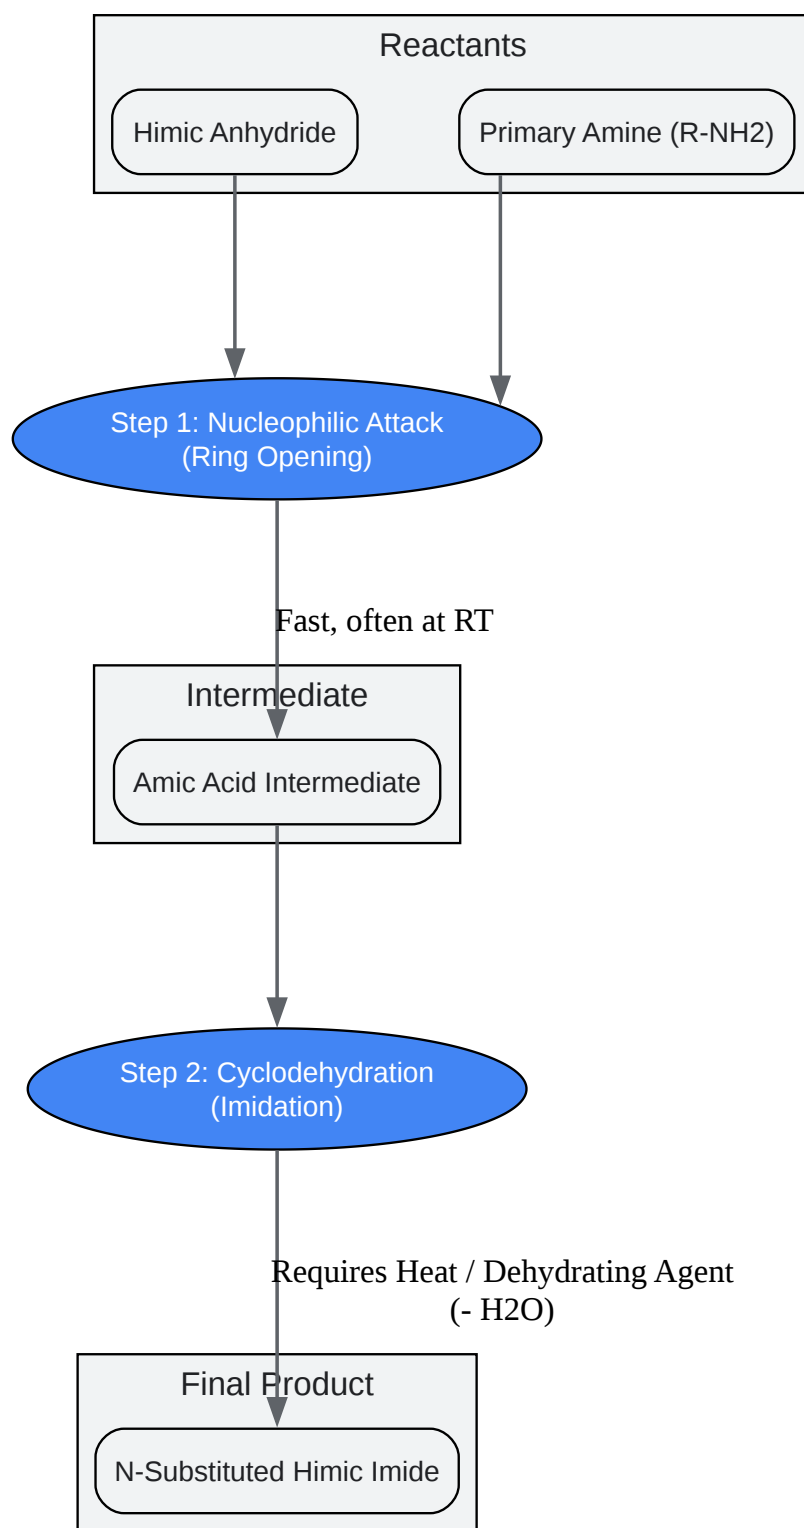 Reactants
Himic Anhydride
Primary Amine (R-NH2)
Step 1: Nucleophilic Attack
(Ring Opening)
Fast, often at RT
Intermediate
Amic Acid Intermediate
Step 2: Cyclodehydration
(Imidation)
Requires Heat / Dehydrating Agent
(- H2O)
Final Product
N-Substituted Himic Imide